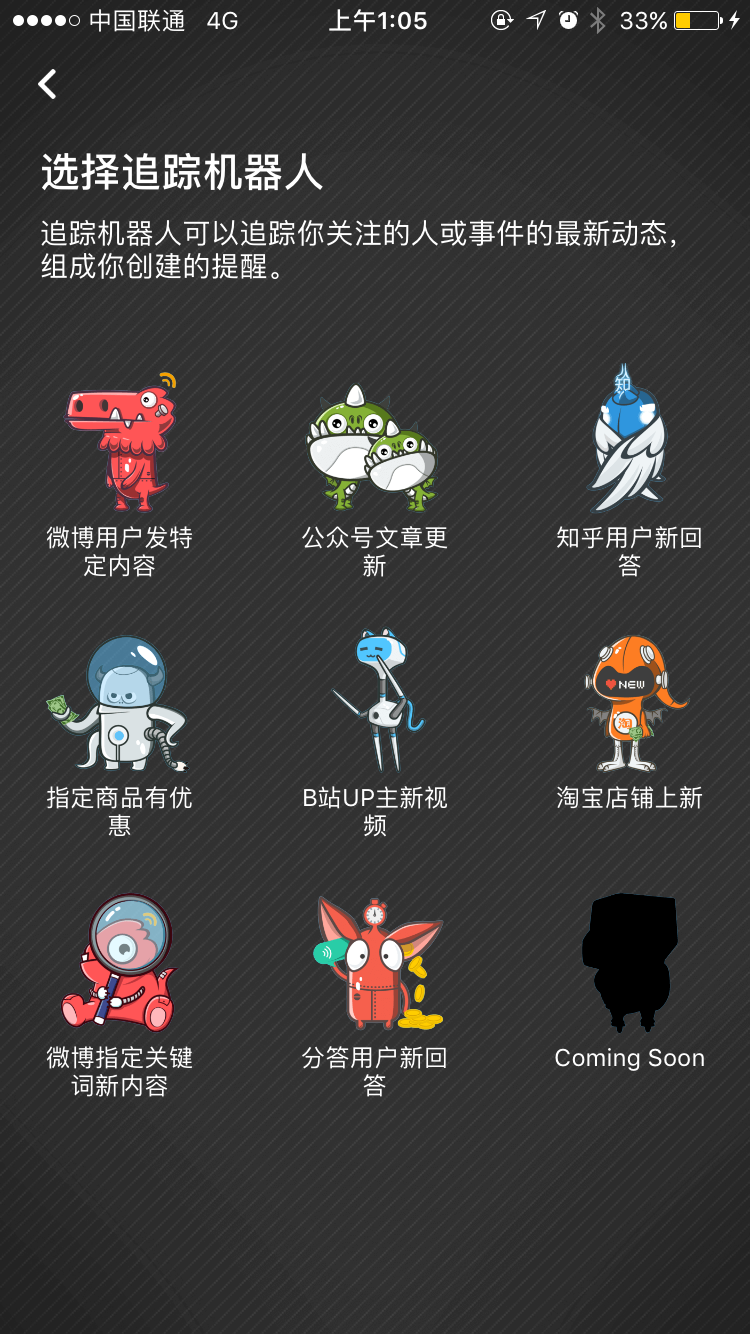 中国联通 4G 上午1:05 33%
选择追踪机器人
追踪机器人可以追踪你关注的人或事件的最新动态，
组成你创建的提醒。
知
NEW
淘
微博用户发特
定内容
公众号文章更
新
知乎用户新回
答
指定商品有优
惠
B站UP主新视
频
淘宝店铺上新
微博指定关键
词新内容
分答用户新回
答
Coming Soon